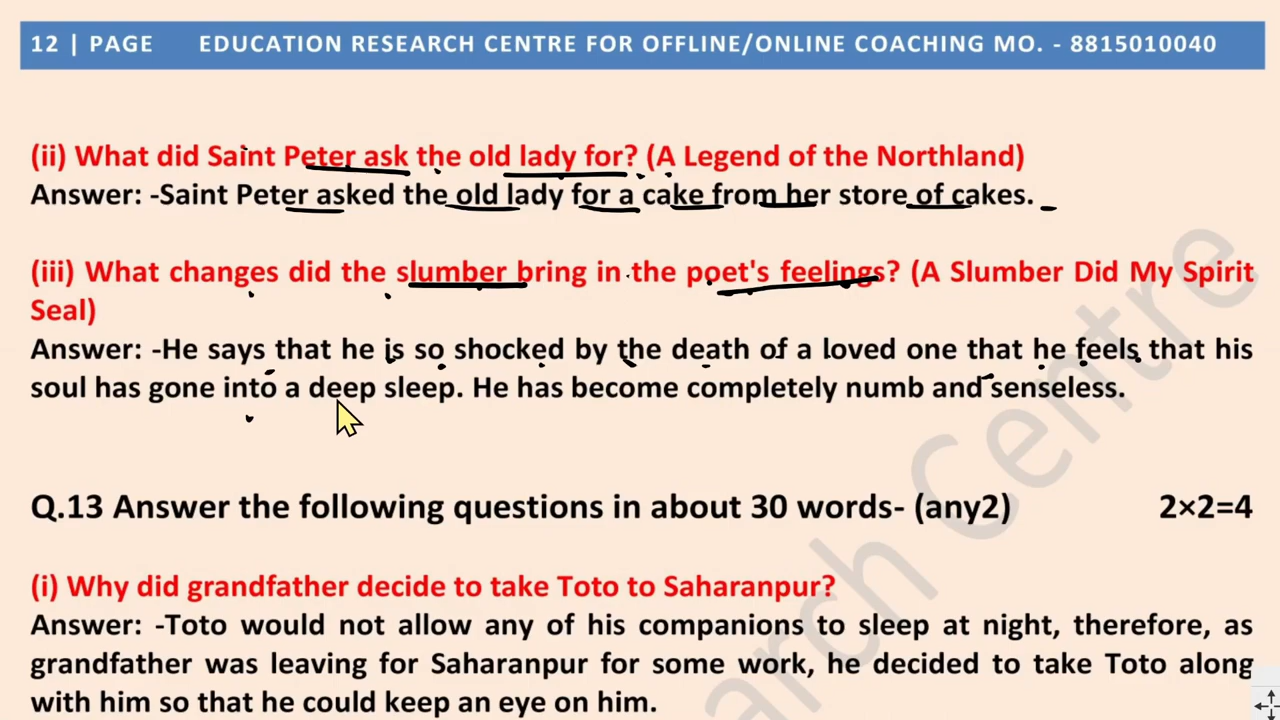 12 | PAGE EDUCATION RESEARCH CENTRE FOR OFFLINE/ONLINE COACHING MO. - 8815010040
(ii) What did Saint Peter ask the old lady for? (A Legend of the Northland)
Answer: -Saint Peter asked the old lady for a cake from her store of cakes.
(iii) What changes did the slumber bring in the poet's feelings? (A Slumber Did My Spirit
Seal)
Answer: -He says that he is so shocked by the death of a loved one that he feels that his
soul has gone into a deep sleep. He has become completely numb and senseless.
Q.13 Answer the following questions in about 30 words- (any2) 2×2=4
(i) Why did grandfather decide to take Toto to Saharanpur?
Answer: -Toto would not allow any of his companions to sleep at night, therefore, as
grandfather was leaving for Saharanpur for some work, he decided to take Toto along
with him so that he could keep an eye on him.
arch Centre